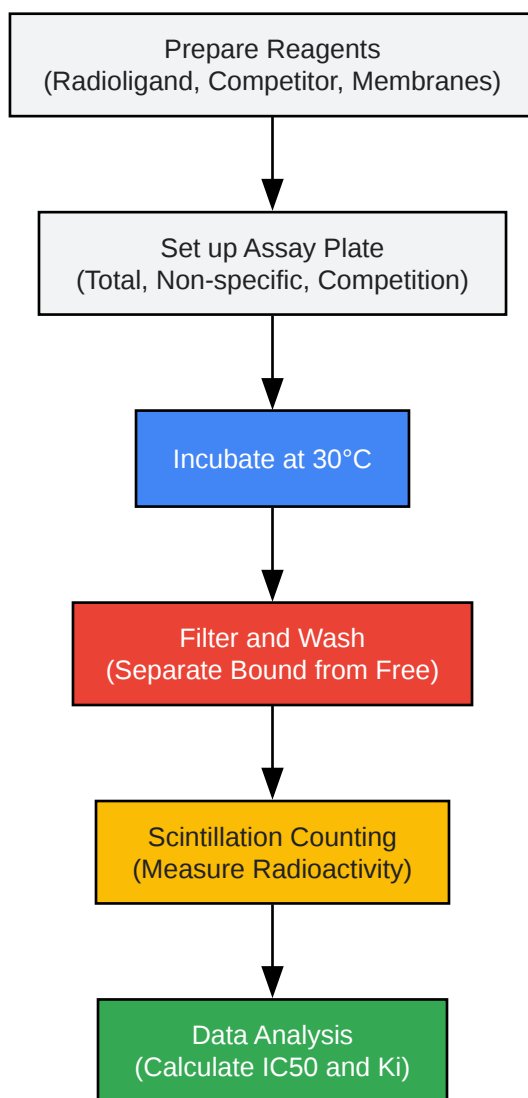 Prepare Reagents
(Radioligand, Competitor, Membranes)
Set up Assay Plate
(Total, Non-specific, Competition)
Incubate at 30°C
Filter and Wash
(Separate Bound from Free)
Scintillation Counting
(Measure Radioactivity)
Data Analysis
(Calculate IC50 and Ki)